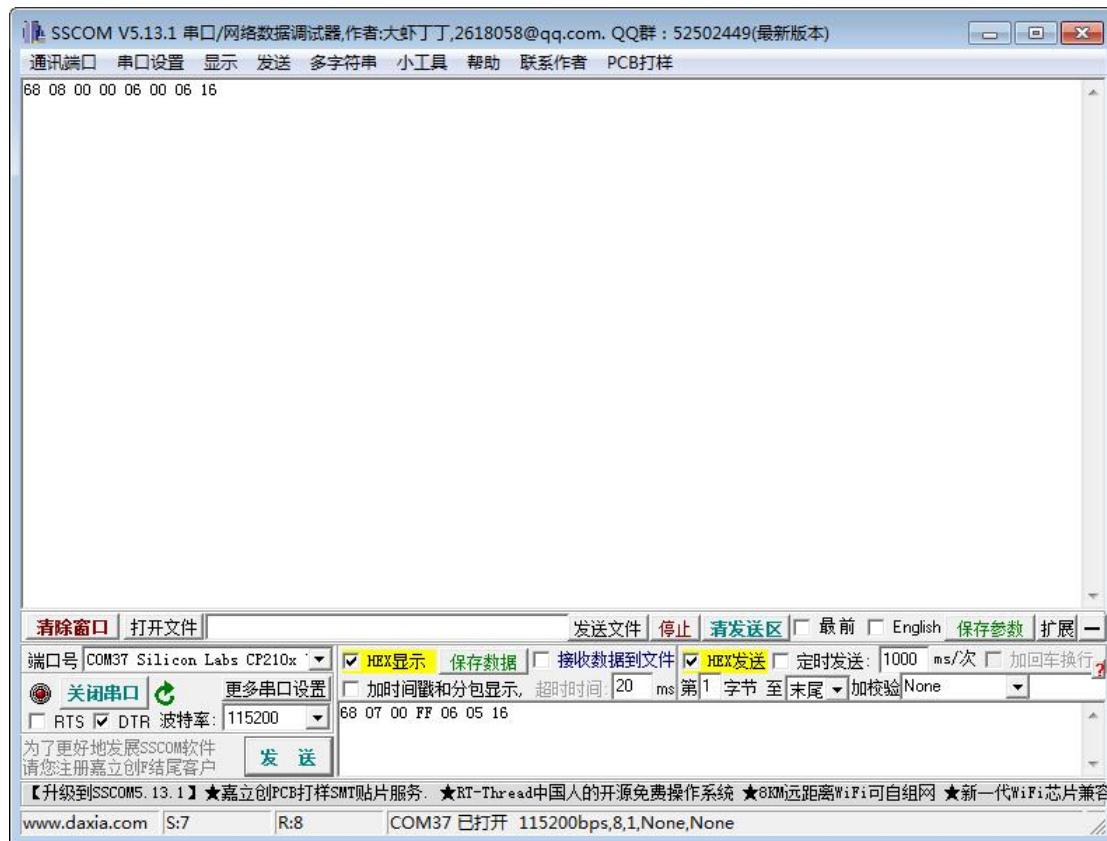 SSCOM V5.13.1 串口/网络数据调试器,作者:大虾丁丁,2618058@qq.com. QQ群：52502449(最新版本)
通讯端口 串口设置 显示 发送 多字符串 小工具 帮助 联系作者 PCB打样
68 08 00 00 06 00 06 16
清除窗口 打开文件 发送文件 停止 清发送区 最前 English 保存参数 扩展 —
端口号 COM37 Silicon Labs CP210x HEX显示 保存数据 接收数据到文件 HEX发送 定时发送: 1000 ms/次 加回车换行
关闭串口 更多串口设置 加时间戳和分包显示, 超时时间: 20 ms 第1 字节 至 末尾 加校验 None ?
RTS DTR 波特率: 115200 68 07 00 FF 06 05 16
为了更好地发展SSCOM软件
请您注册嘉立创F结尾客户
发 送
【升级到SSCOM5.13.1】★嘉立创PCB打样SMT贴片服务. ★RT-Thread中国人的开源免费操作系统 ★8KM远距离WiFi可自组网 ★新一代WiFi芯片兼容
www.daxia.com S:7 R:8 COM37 已打开 115200bps,8,1,None,None